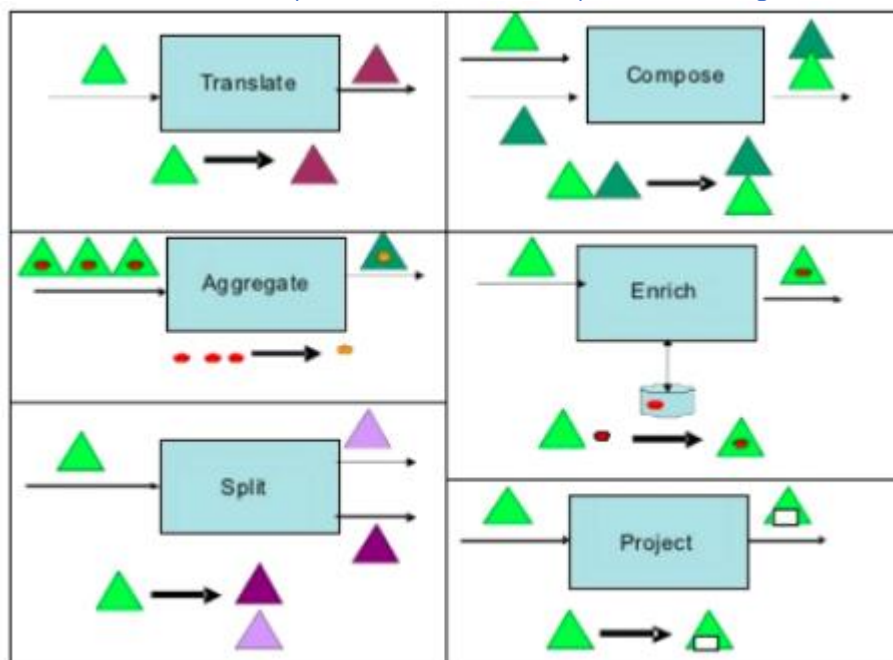 Translate
Compose
Aggregate
Enrich
Split
Project